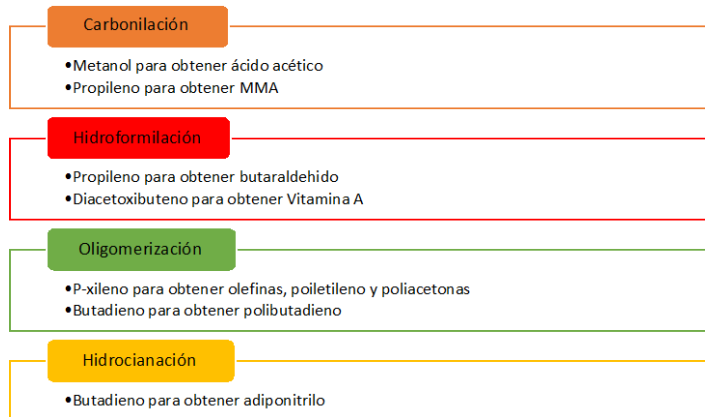 Carbonilación
•Metanol para obtener ácido acético
•Propileno para obtener MMA
Hidroformilación
•Propileno para obtener butaraldehido
•Diacetoxibuteno para obtener Vitamina A
Oligomerización
•P-xileno para obtener olefinas, poiletileno y poliacetonas
•Butadieno para obtener polibutadieno
Hidrocianación
•Butadieno para obtener adiponitrilo